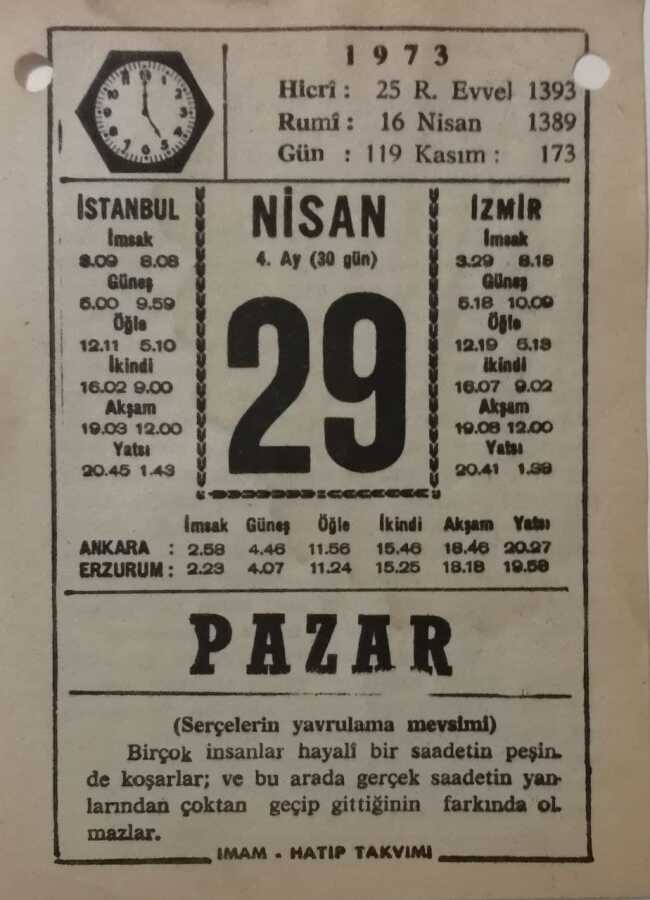 1973
Hicrî : 25 R. Evvel 1393
Rumî : 16 Nisan 1389
Gün : 119 Kasım : 173
İSTANBUL
İmsak
3.09 8.08
Güneş
5.00 9.59
Öğle
12.11 5.10
İkindi
16.02 9.00
Akşam
19.03 12.00
Yatsı
20.45 1.43
NİSAN
4. Ay (30 gün)
29
İZMİR
İmsak
3.29 8.18
Güneş
5.18 10.09
Öğle
12.19 5.13
İkindi
16.07 9.02
Akşam
19.08 12.00
Yatsı
20.41
İmsak Güneş Öğle İkindi Akşam Yatsı
ANKARA : 2.58 4.46 11.56 15.46 18.46 20.27
ERZURUM : 2.23 4.07 11.24 15.25 18.18 19.58
PAZAR
(Serçelerin yavrulama mevsimi)
Birçok insanlar hayalî bir saadetin peşin-
de koşarlar; ve bu arada gerçek saadetin yan-
larından çoktan geçip gittiğinin farkında ol-
mazlar.
İMAM - HATİP TAKVİMİ